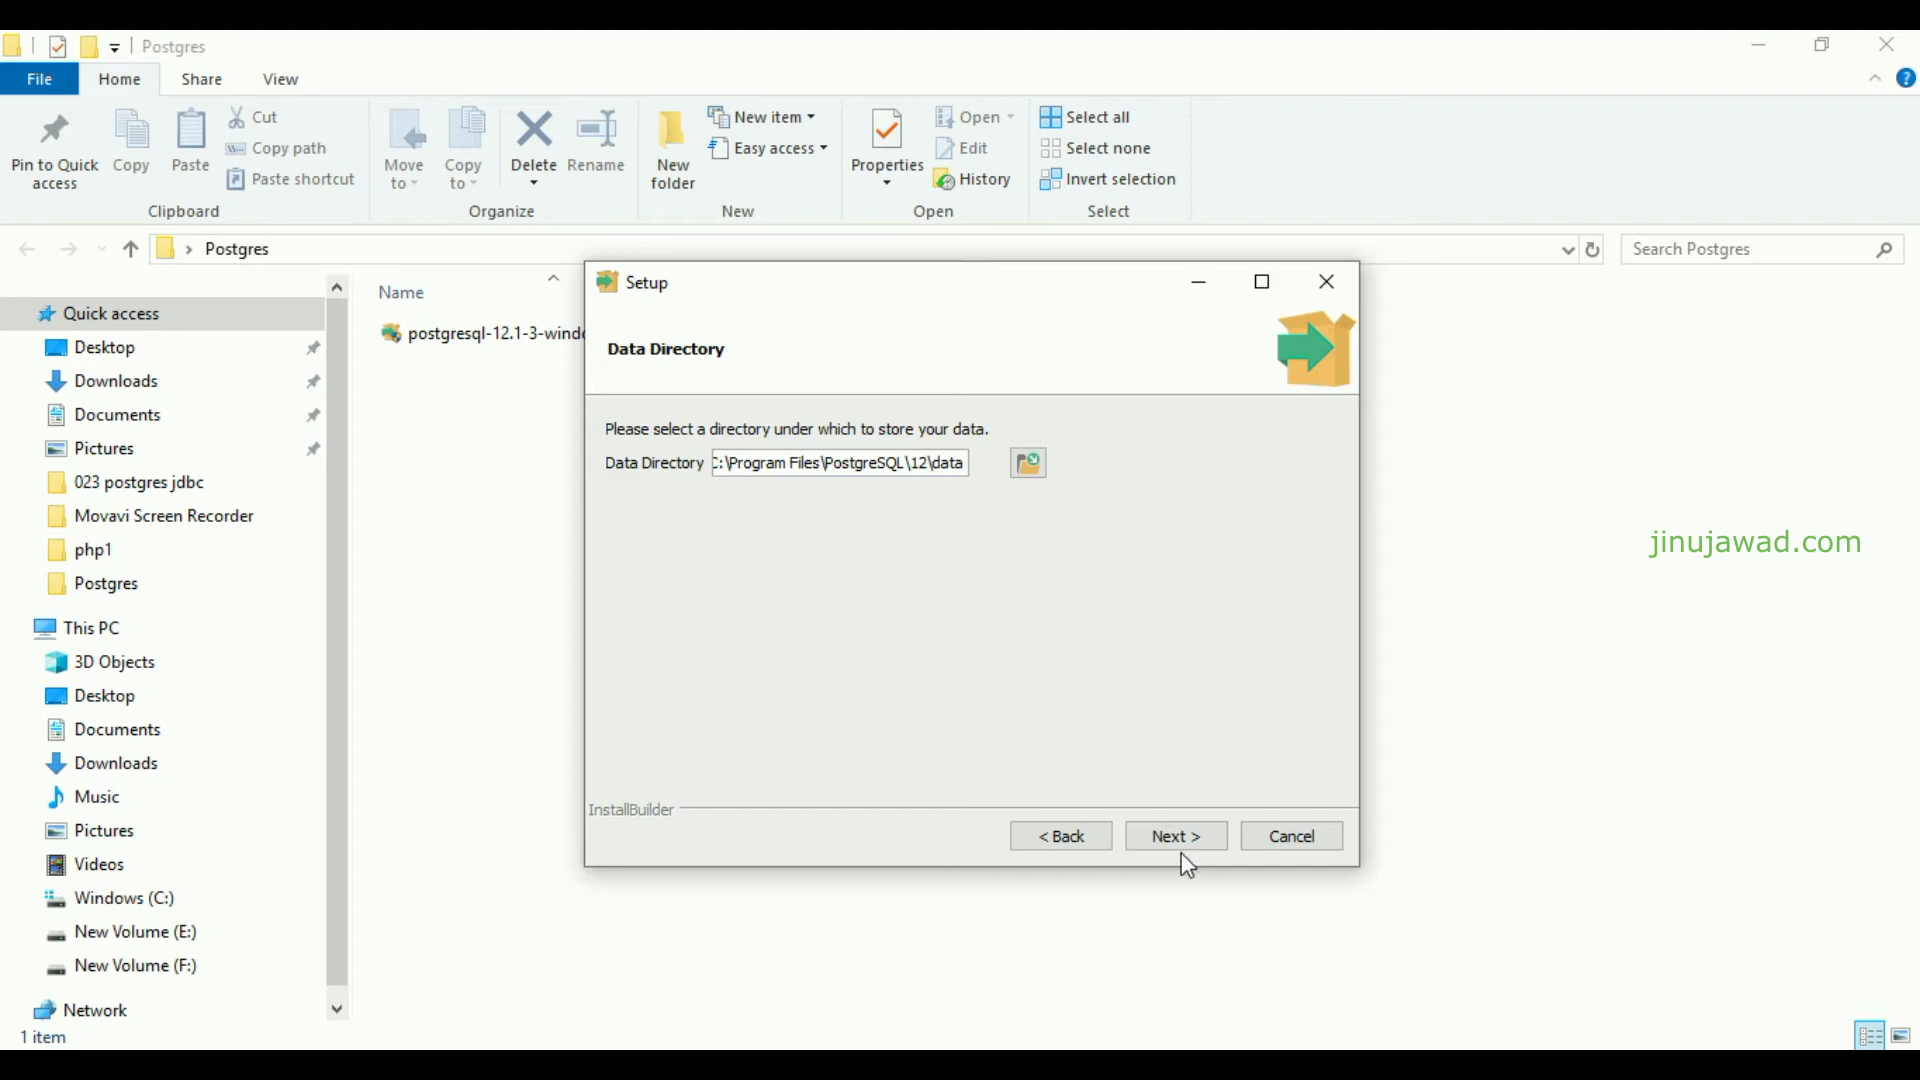 Postgres
File Home Share View
Pin to Quick access
Copy
Paste
Cut
Copy path
Paste shortcut
Clipboard
Move to
Copy to
Delete
Rename
Organize
New folder
New item
Easy access
New
Properties
Open
Edit
History
Open
Select all
Select none
Invert selection
Select
Postgres
Search Postgres
Quick access
Desktop
Downloads
Documents
Pictures
023 postgres jdbc
Movavi Screen Recorder
php1
Postgres
This PC
3D Objects
Desktop
Documents
Downloads
Music
Pictures
Videos
Windows (C:)
New Volume (E:)
New Volume (F:)
Network
1 item
Name
postgresql-12.1-3-windo
Setup
Data Directory
Please select a directory under which to store your data.
Data Directory C:\Program Files\PostgreSQL\12\data
InstallBuilder
< Back Next > Cancel
jinujawad.com